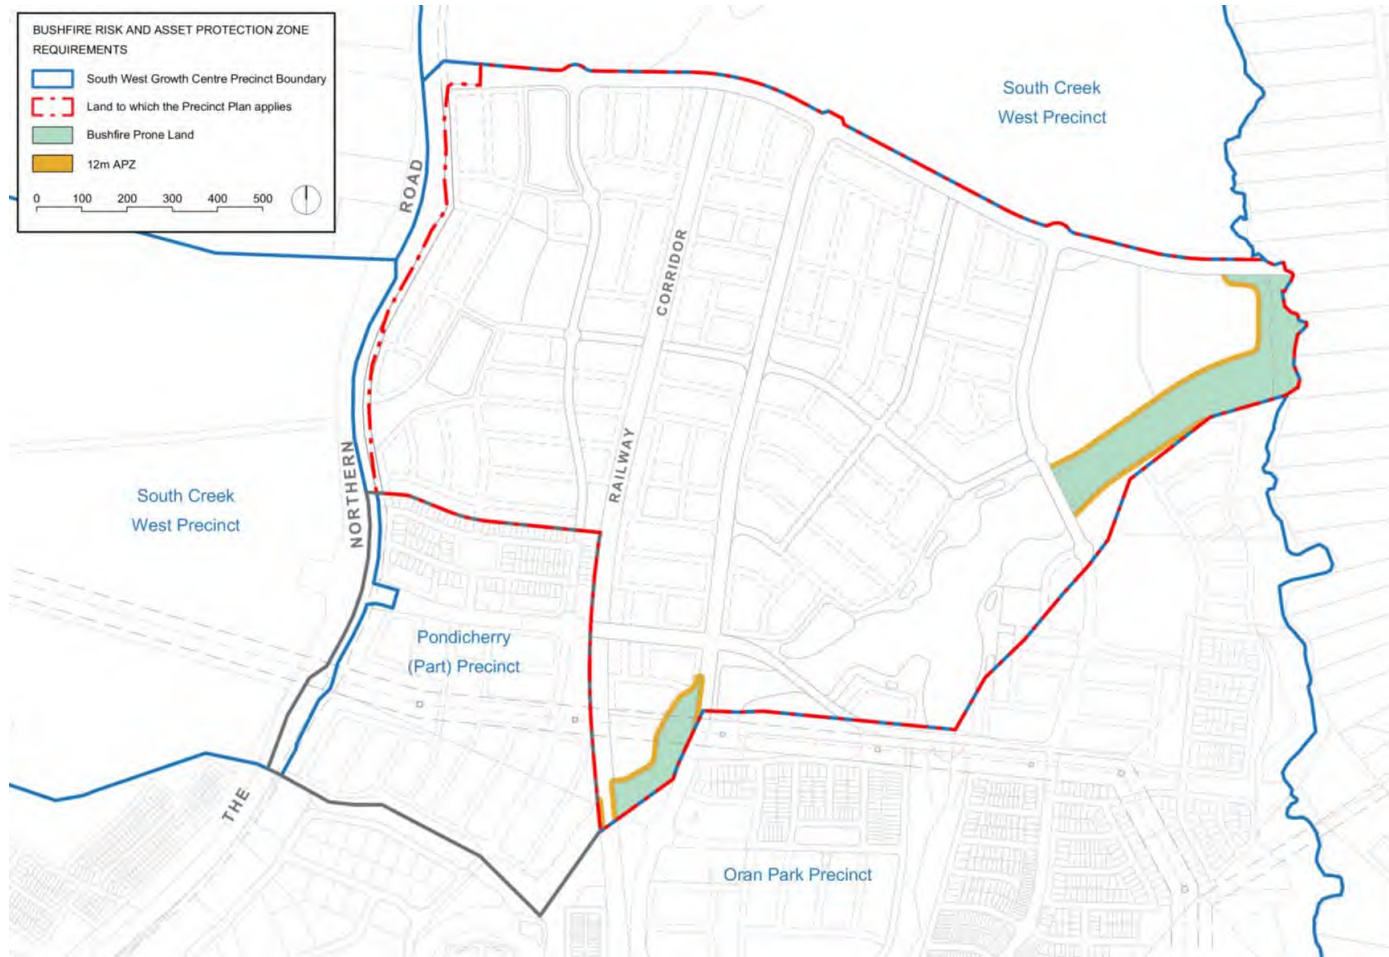 BUSHFIRE RISK AND ASSET PROTECTION ZONE
REQUIREMENTS
South West Growth Centre Precinct Boundary
Land to which the Precinct Plan applies
Bushfire Prone Land
12m APZ
0 100 200 300 400 500
South Creek
West Precinct
ROAD
CORRIDOR
RAILWAY
NORTHERN
South Creek
West Precinct
Pondicherry
(Part) Precinct
THE
Oran Park Precinct